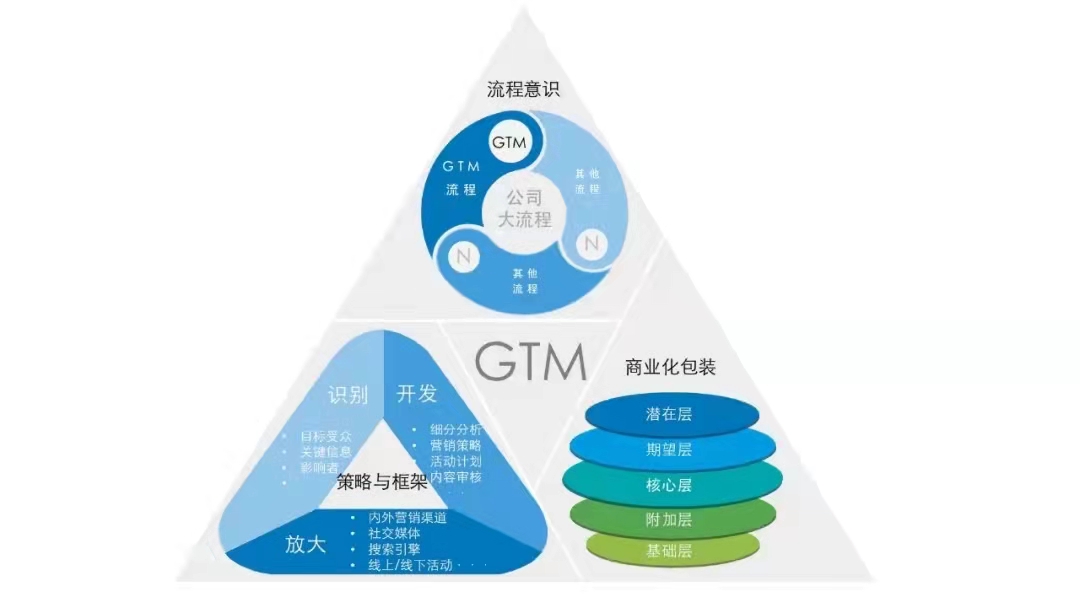 流程意识
GTM
GTM
流程
其他
流程
公司
大流程
N
N
其他
流程
GTM
商业化包装
潜在层
期望层
核心层
附加层
基础层
识别
• 目标受众
• 关键信息
• 影响者
•
开发
• 细分分析
• 营销策略
• 活动计划
内容审核
· ·
策略与框架
放大
• 内外营销渠道
• 社交媒体
• 搜索引擎
• 线上/线下活动· · ·